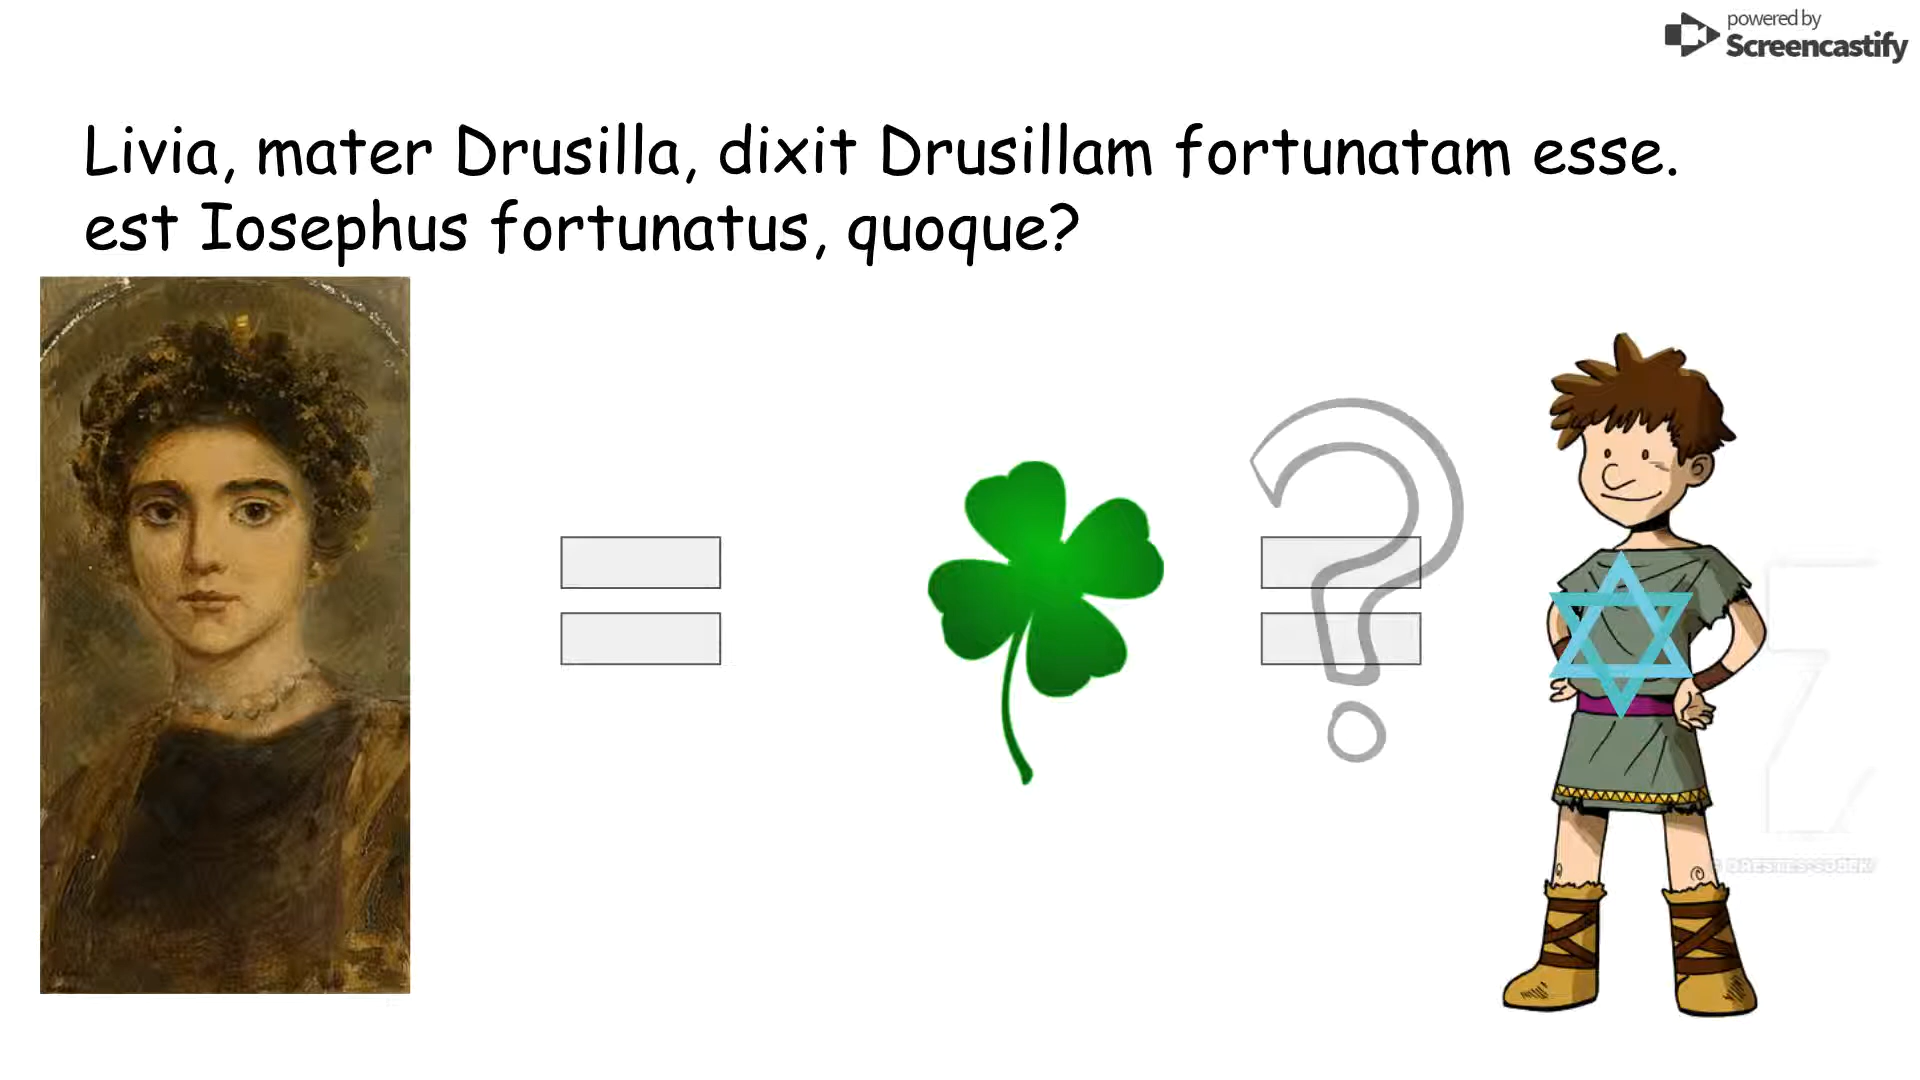 powered by
Screencastify
Livia, mater Drusilla, dixit Drusillam fortunatam esse.
est Iosephus fortunatus, quoque?